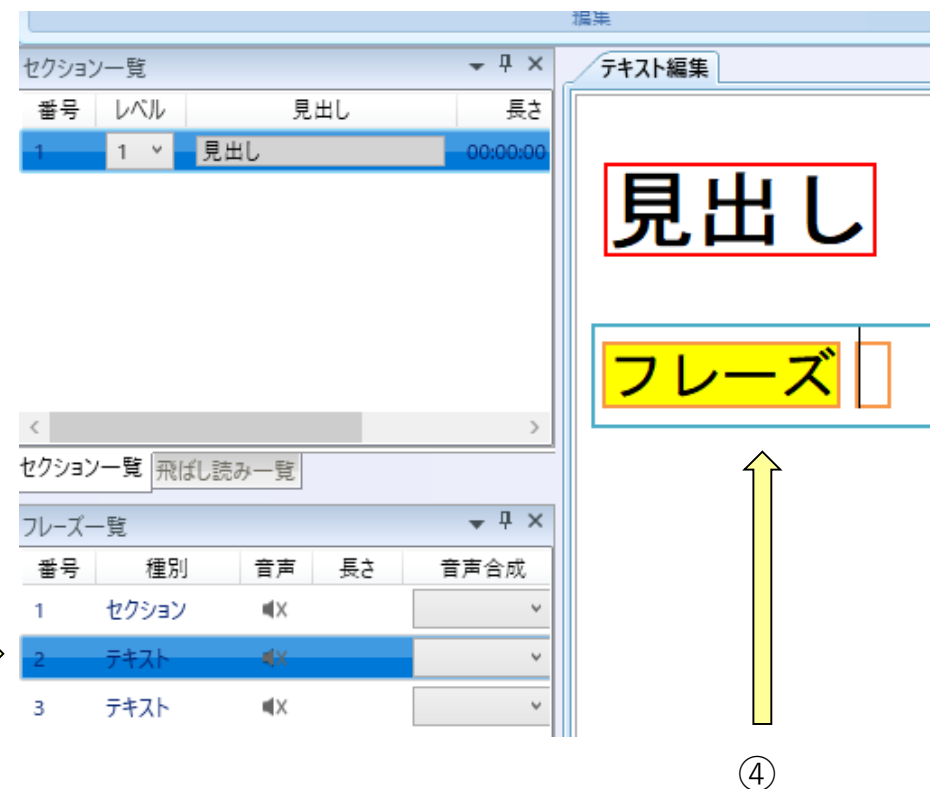 編集
セクション一覧
番号 レベル 見出し 長さ
1 1 見出し 00:00:00
セクション一覧 飛ばし読み一覧
フレーズ一覧
番号 種別 音声 長さ 音声合成
1 セクション
2 テキスト
3 テキスト
テキスト編集
見出し
フレーズ
④